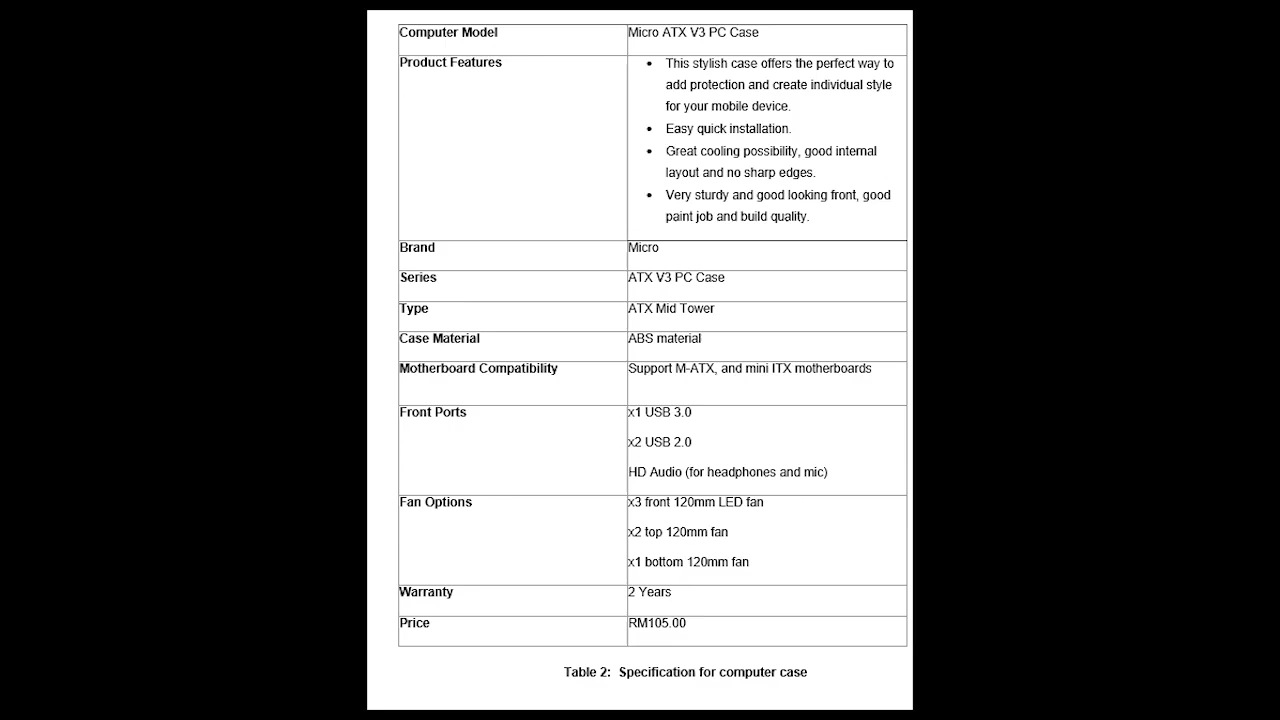 Computer Model Micro ATX V3 PC Case
Product Features • This stylish case offers the perfect way to
add protection and create individual style
for your mobile device.
• Easy quick installation.
• Great cooling possibility, good internal
layout and no sharp edges.
• Very sturdy and good looking front, good
paint job and build quality.
Brand Micro
Series ATX V3 PC Case
Type ATX Mid Tower
Case Material ABS material
Motherboard Compatibility Support M-ATX, and mini ITX motherboards
Front Ports x1 USB 3.0
x2 USB 2.0
HD Audio (for headphones and mic)
Fan Options x3 front 120mm LED fan
x2 top 120mm fan
x1 bottom 120mm fan
Warranty 2 Years
Price RM105.00
Table 2: Specification for computer case